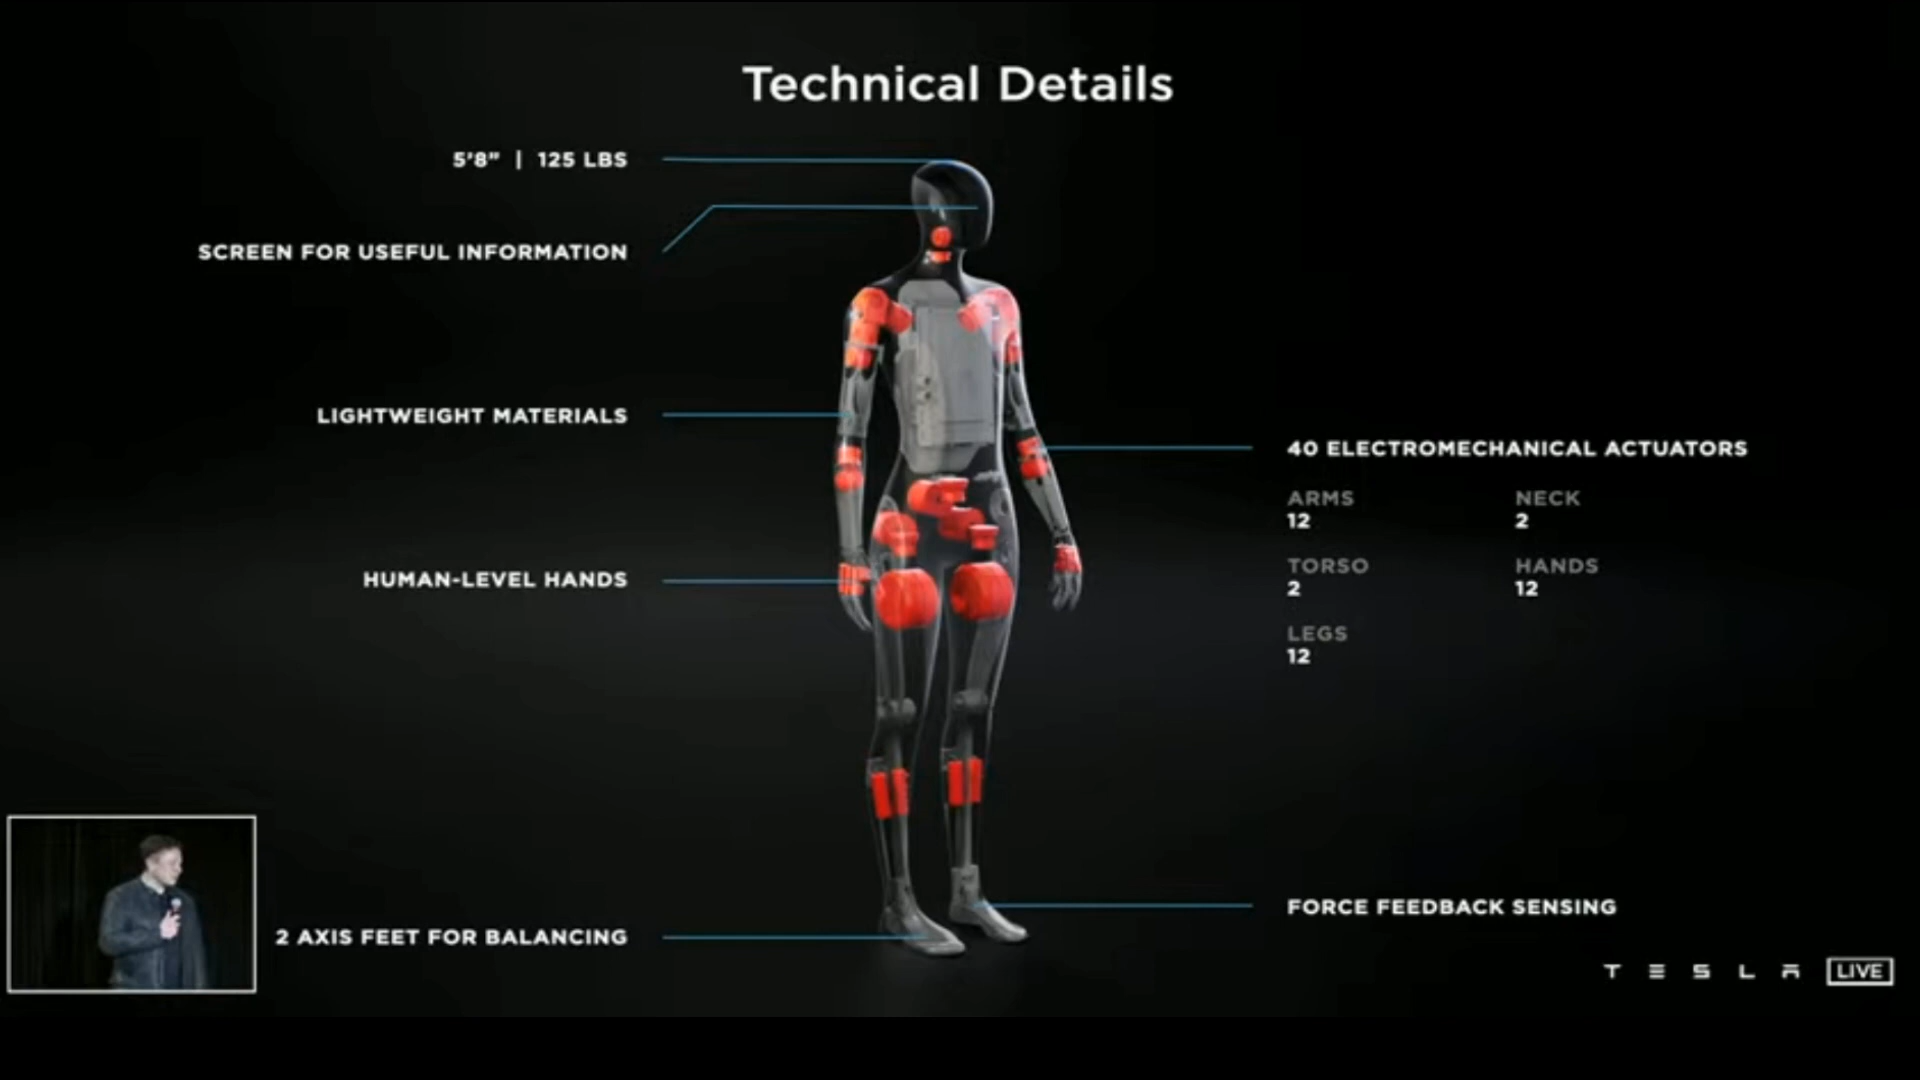 Technical Details
5'8" | 125 LBS
SCREEN FOR USEFUL INFORMATION
LIGHTWEIGHT MATERIALS
HUMAN-LEVEL HANDS
2 AXIS FEET FOR BALANCING
40 ELECTROMECHANICAL ACTUATORS
ARMS NECK
12 2
TORSO HANDS
2 12
LEGS
12
FORCE FEEDBACK SENSING
TESLA LIVE